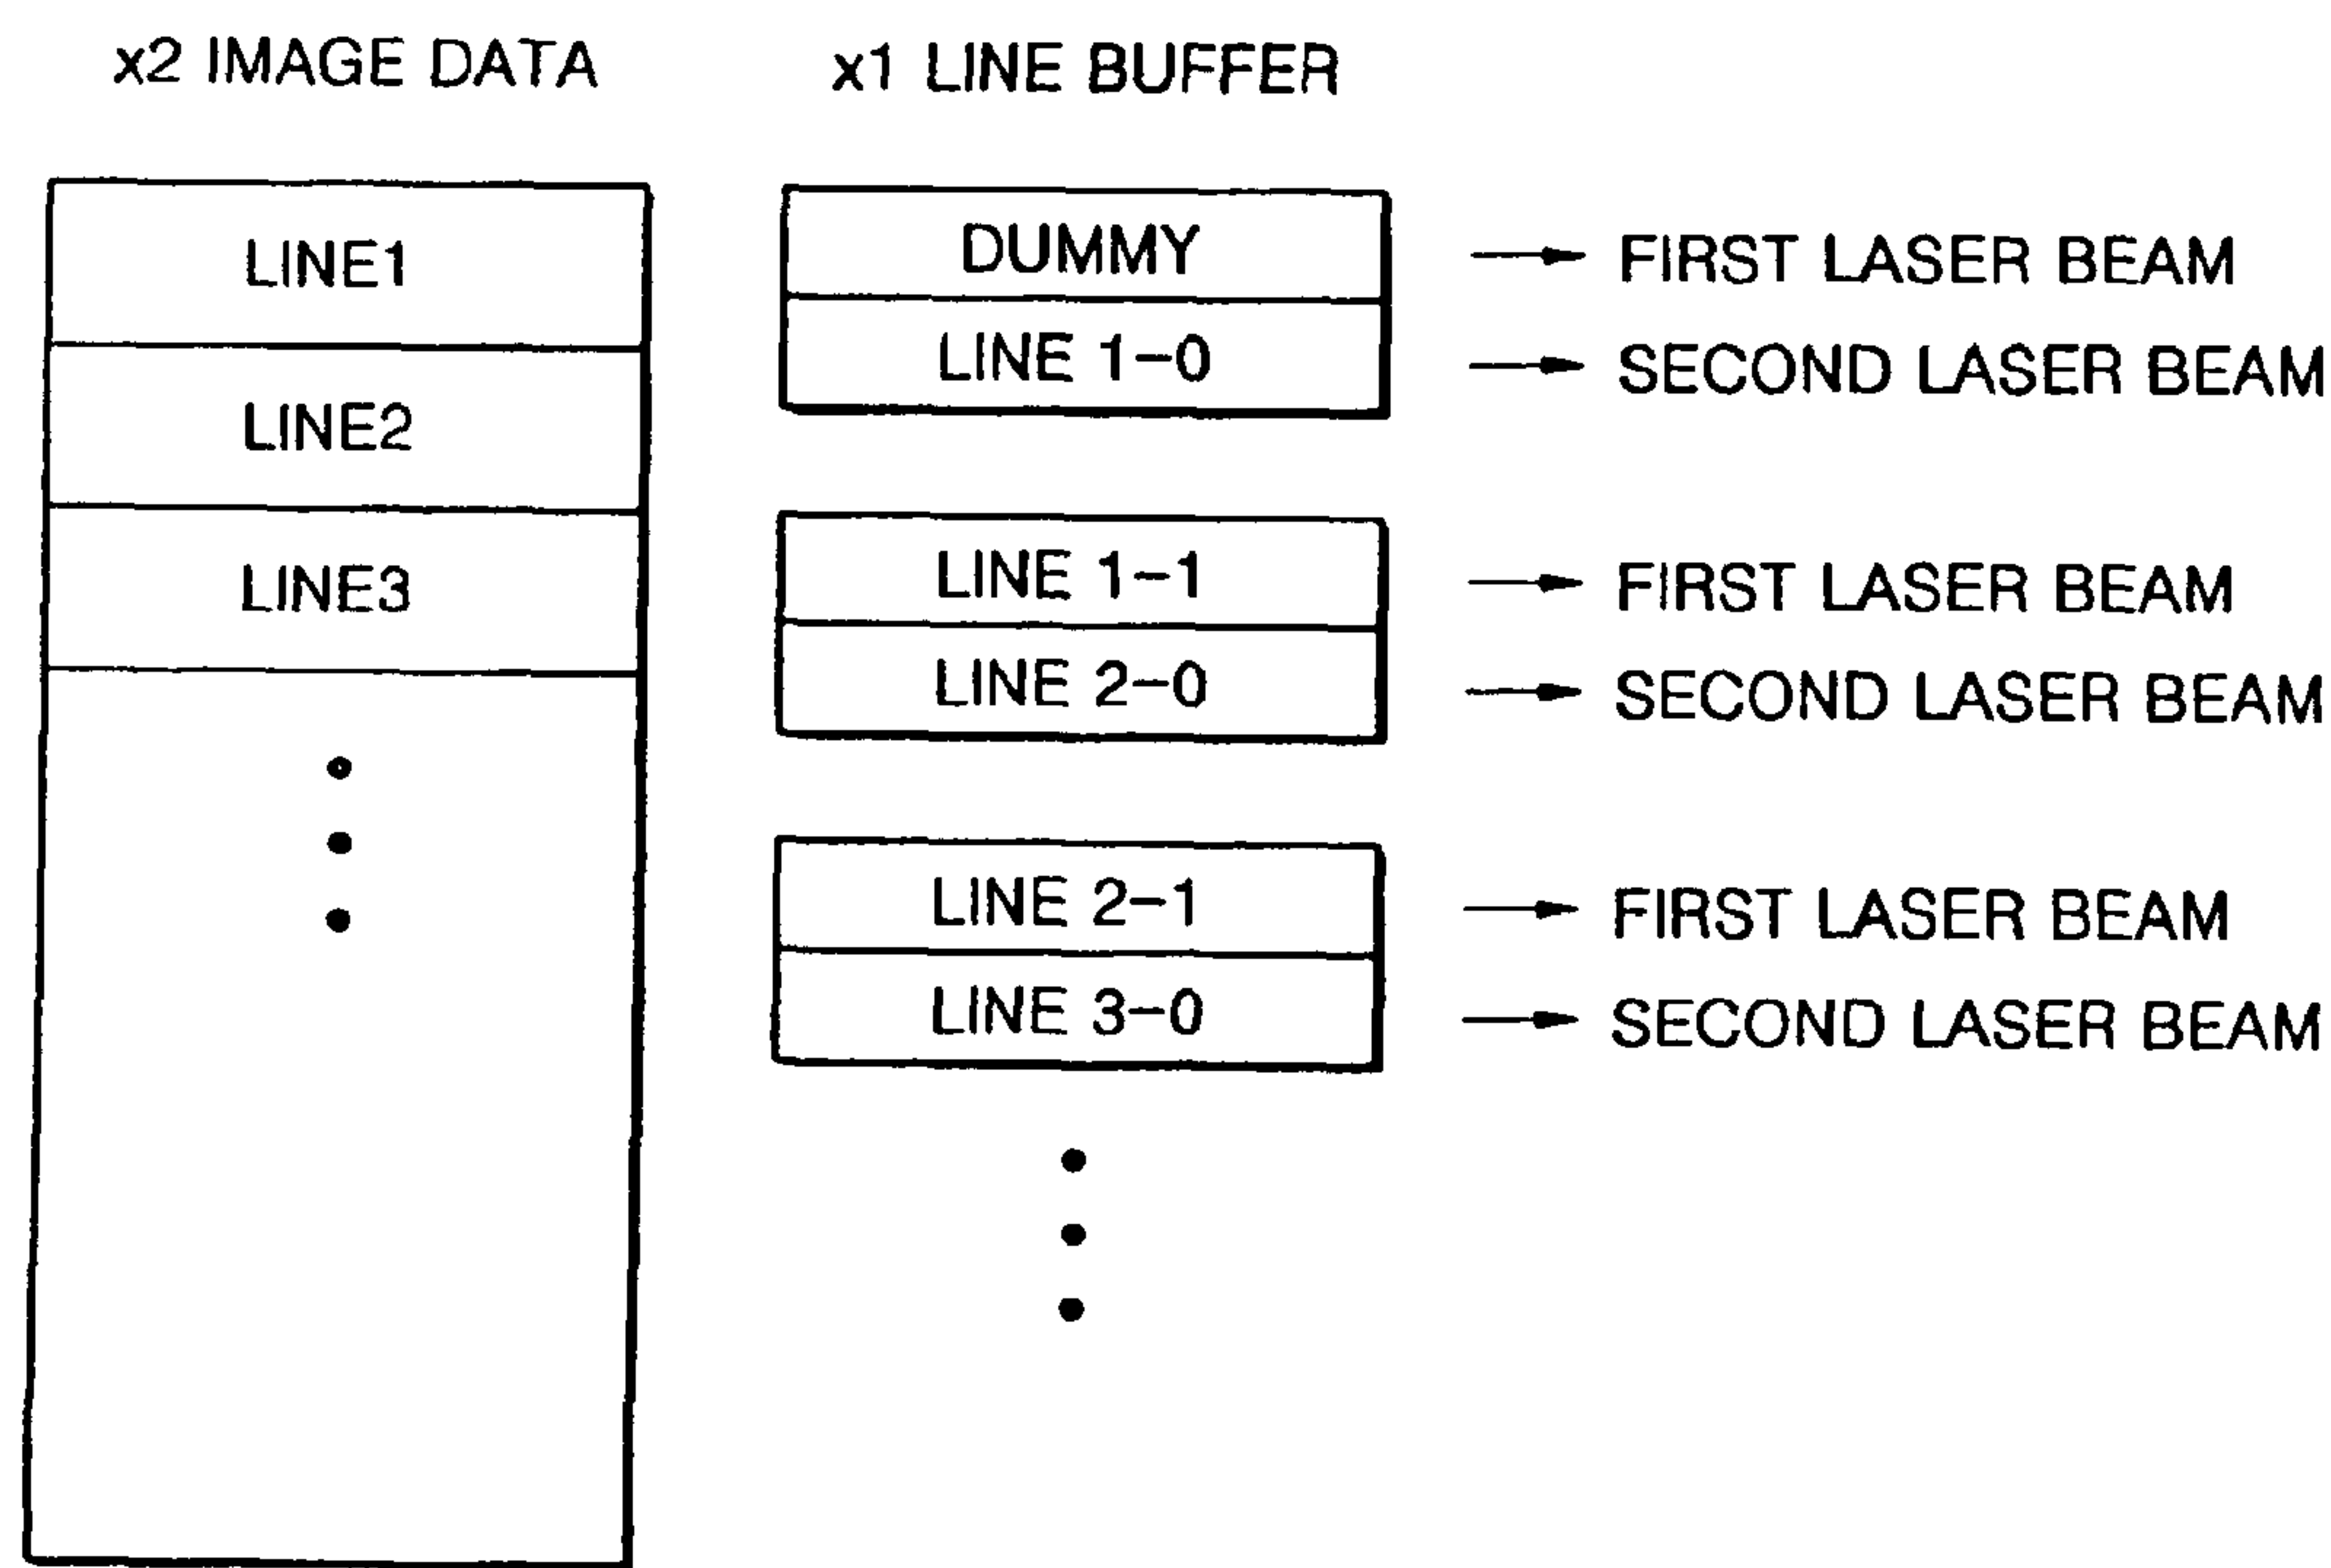 x2 IMAGE DATA
x1 LINE BUFFER
LINE1
LINE2
LINE3
DUMMY
LINE 1-0
LINE 1-1
LINE 2-0
LINE 2-1
LINE 3-0
FIRST LASER BEAM
SECOND LASER BEAM
FIRST LASER BEAM
SECOND LASER BEAM
FIRST LASER BEAM
SECOND LASER BEAM